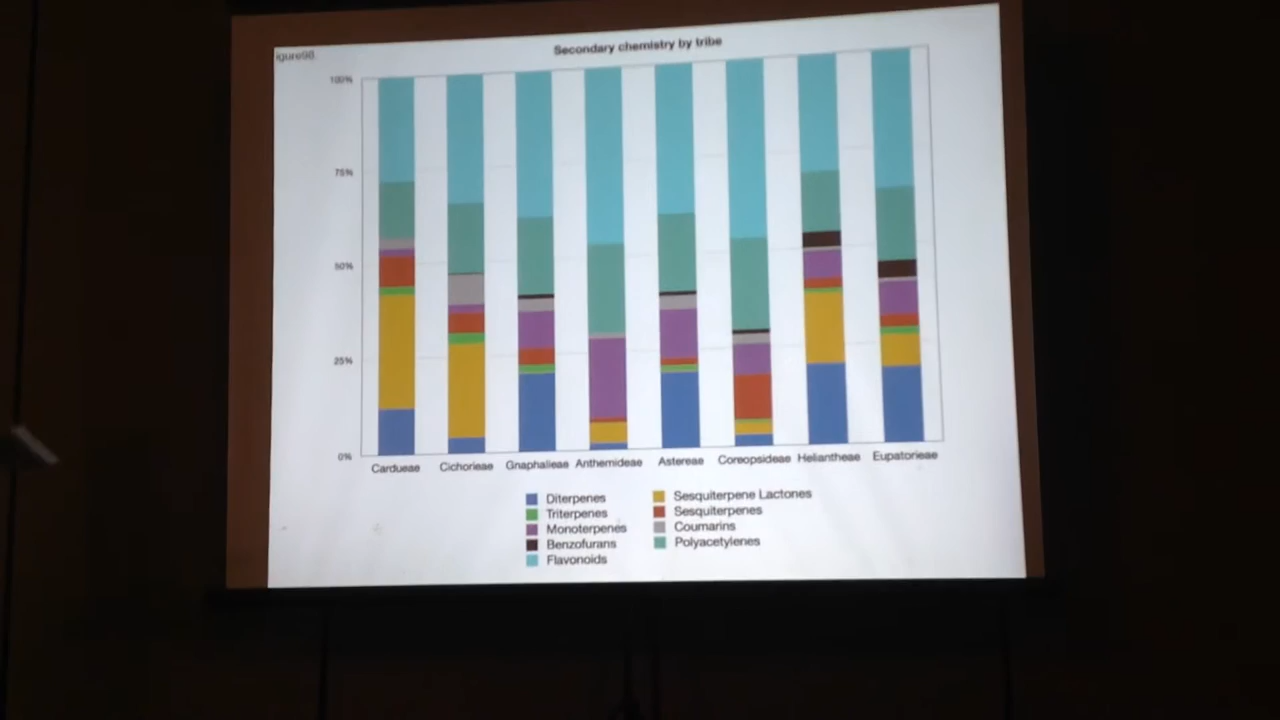 igure98
Secondary chemistry by tribe
100%
75%
50%
25%
0%
Cardueae Cichorieae Gnaphalieae Anthemideae Astereae Coreopsideae Heliantheae Eupatorieae
Diterpenes Sesquiterpene Lactones
Triterpenes Sesquiterpenes
Monoterpenes Coumarins
Benzofurans Polyacetylenes
Flavonoids